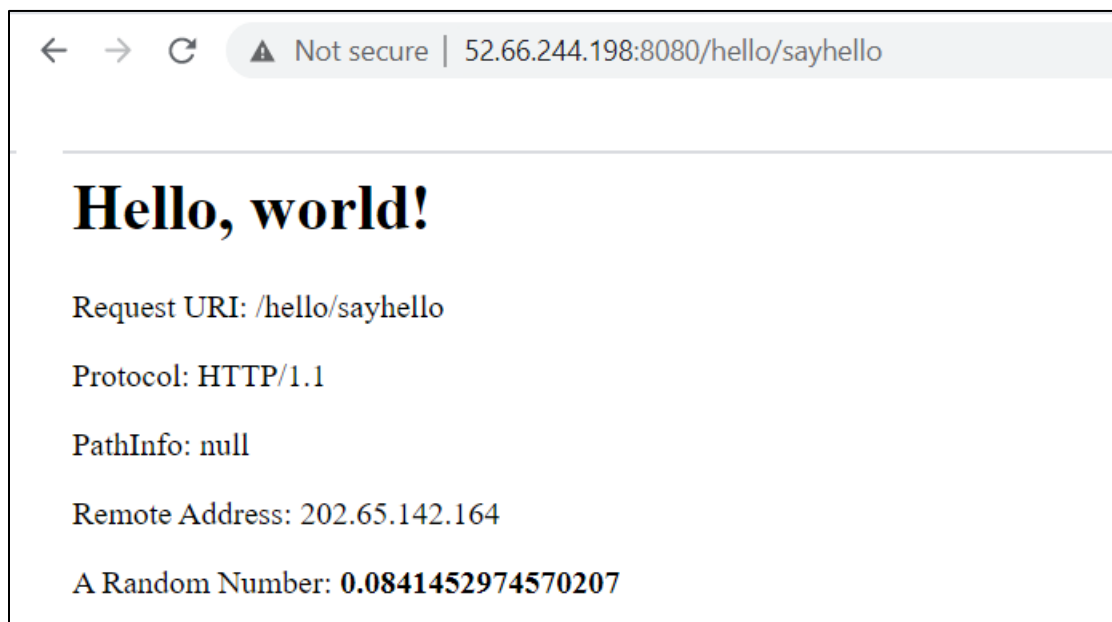 Not secure | 52.66.244.198:8080/hello/sayhello
Hello, world!
Request URI: /hello/sayhello
Protocol: HTTP/1.1
PathInfo: null
Remote Address: 202.65.142.164
A Random Number: 0.0841452974570207